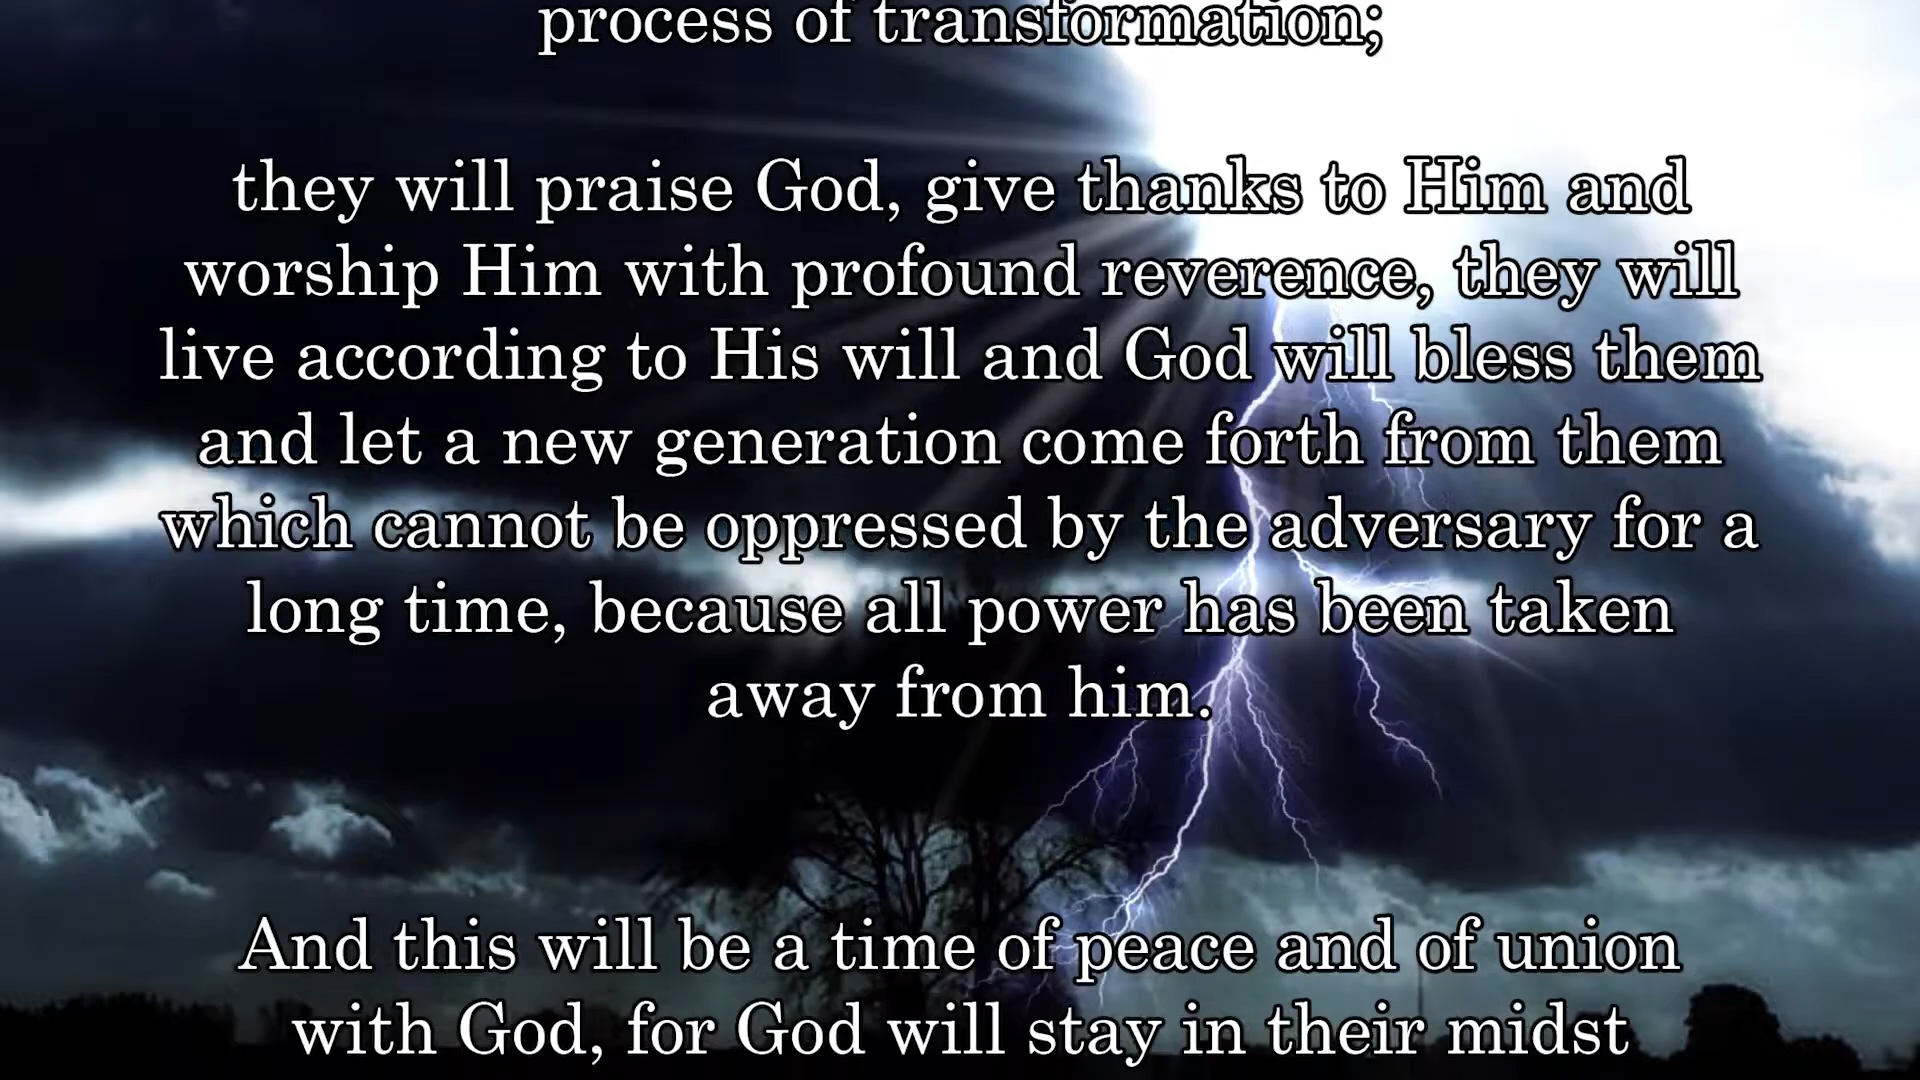 process of transformation;
they will praise God, give thanks to Him and
worship Him with profound reverence, they will
live according to His will and God will bless them
and let a new generation come forth from them
which cannot be oppressed by the adversary for a
long time, because all power has been taken
away from him.
And this will be a time of peace and of union
with God, for God will stay in their midst